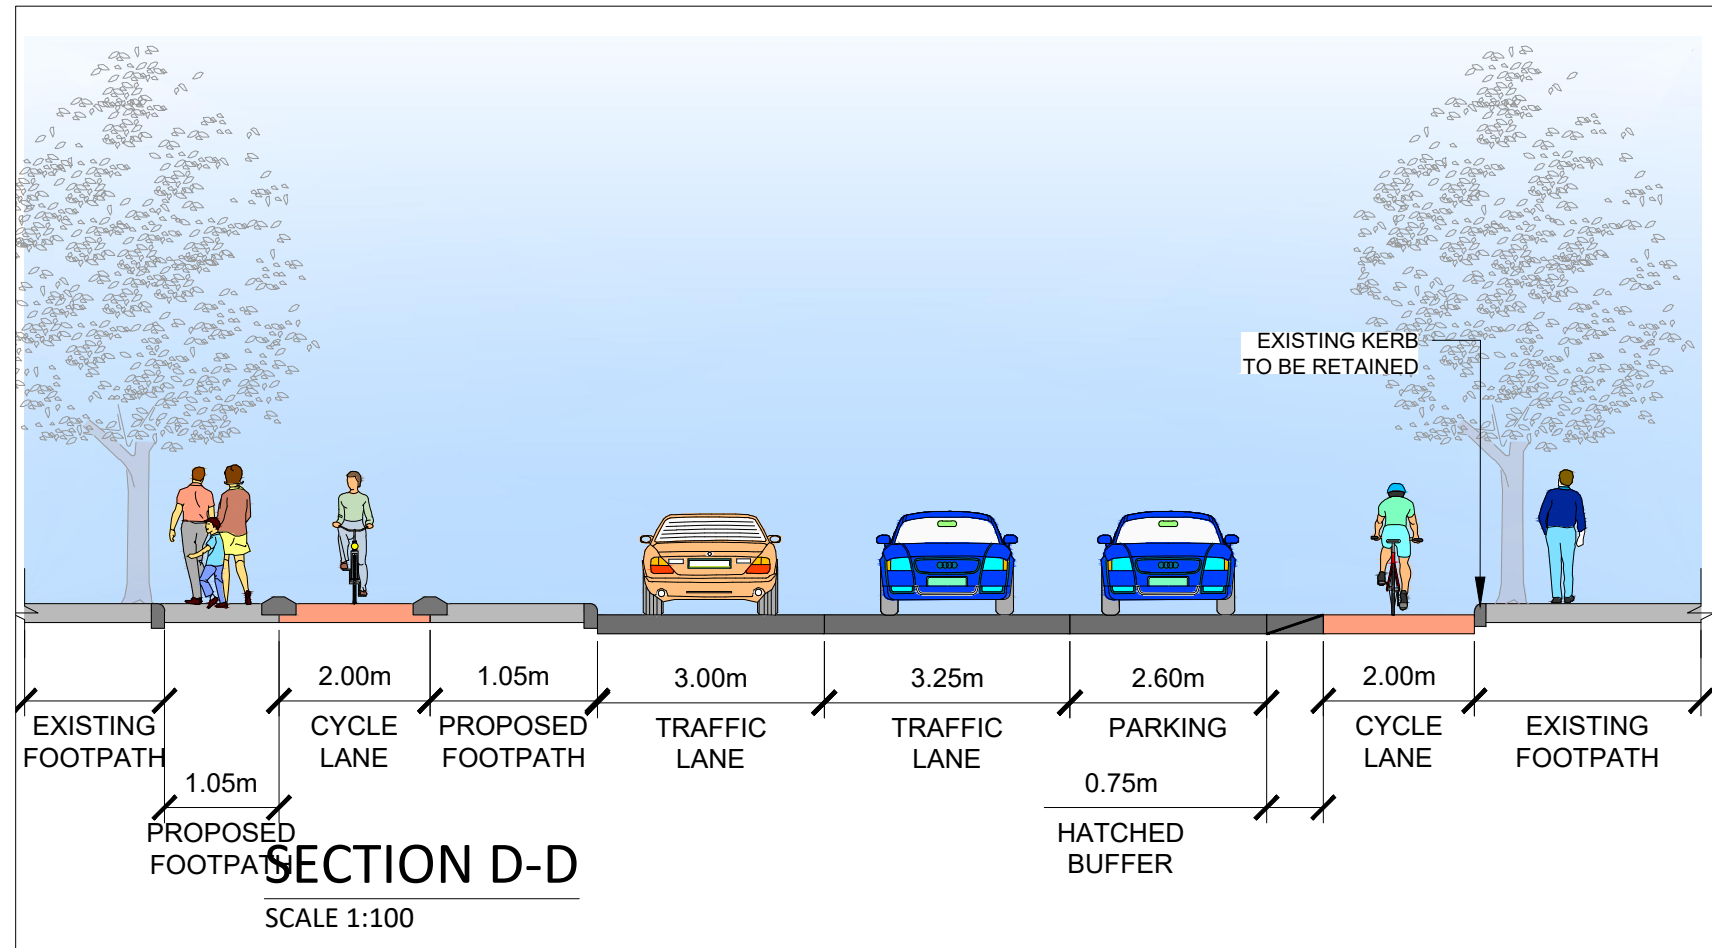 EXISTING KERB
TO BE RETAINED
2.00m
1.05m
3.00m
3.25m
2.60m
2.00m
EXISTING
FOOTPATH
CYCLE
LANE
PROPOSED
FOOTPATH
TRAFFIC
LANE
TRAFFIC
LANE
PARKING
CYCLE
LANE
EXISTING
FOOTPATH
1.05m
PROPOSED
FOOTPATH
0.75m
HATCHED
BUFFER
SECTION D-D
SCALE 1:100